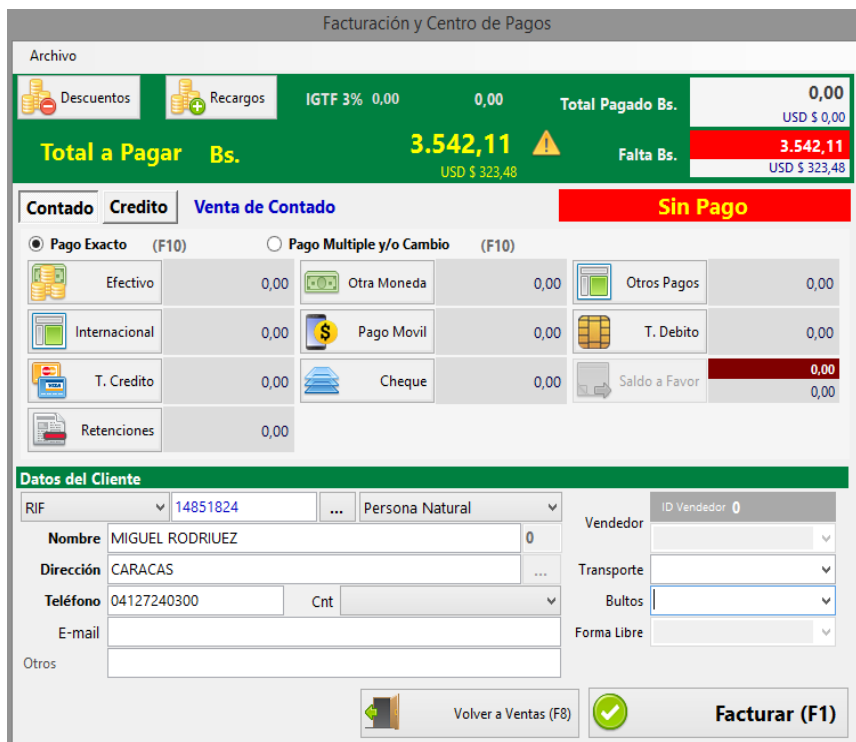 Facturación y Centro de Pagos
Archivo
Descuentos Recargos IGTF 3% 0,00 0,00 Total Pagado Bs. 0,00
USD $ 0,00
Total a Pagar Bs. 3.542,11 Falta Bs. 3.542,11
USD $ 323,48 USD $ 323,48
Contado Credito Venta de Contado Sin Pago
Pago Exacto (F10) Pago Multiple y/o Cambio (F10)
Efectivo 0,00 Otra Moneda 0,00 Otros Pagos 0,00
Internacional 0,00 $ Pago Movil 0,00 T. Debito 0,00
VISA T. Credito 0,00 Cheque 0,00 Saldo a Favor 0,00
0,00
Retenciones 0,00
Datos del Cliente
RIF 14851824 ... Persona Natural Vendedor ID Vendedor 0
Nombre MIGUEL RODRIUEZ 0
Dirección CARACAS ... Transporte
Teléfono 04127240300 Cnt Bultos
E-mail Forma Libre
Otros
Volver a Ventas (F8) Facturar (F1)